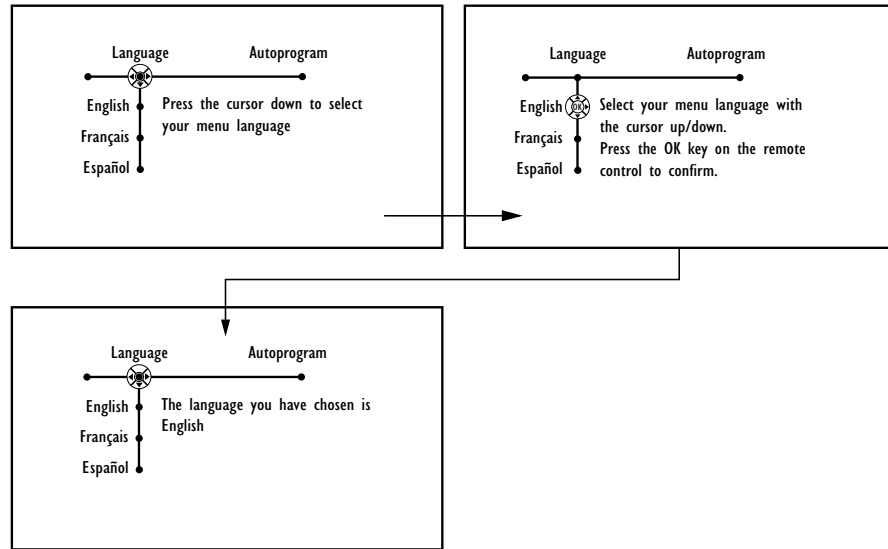 Language Autoprogram
English Press the cursor down to select
your menu language
Français
Español
Language Autoprogram
English OK Select your menu language with
the cursor up/down.
Français Press the OK key on the remote
Español control to confirm.
Language Autoprogram
English The language you have chosen is
English
Français
Español